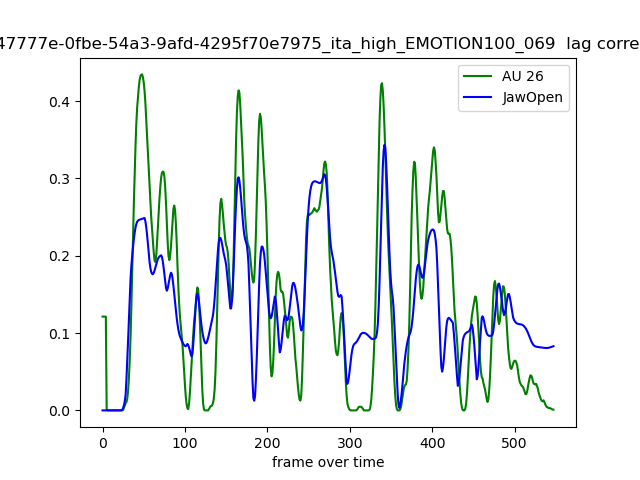 47777e-0fbe-54a3-9afd-4295f70e7975_ita_high_EMOTION100_069 lag corre
AU 26
JawOpen
0.4
0.3
0.2
0.1
0.0
0 100 200 300 400 500
frame over time